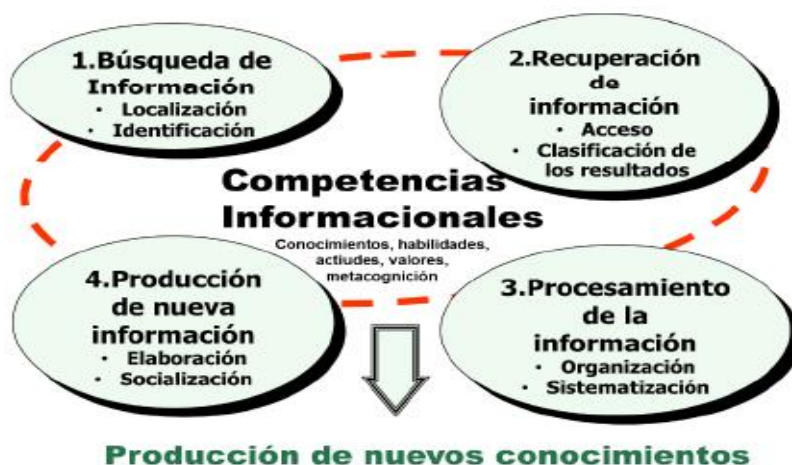 1.Búsqueda de
Información
• Localización
• Identificación
2.Recuperación
de
información
• Acceso
• Clasificación de
los resultados
Competencias
Informacionales
Conocimientos, habilidades,
actiudes, valores,
metacognición
4.Producción
de nueva
información
• Elaboración
• Socialización
3.Procesamiento
de la
información
• Organización
• Sistematización
Producción de nuevos conocimientos